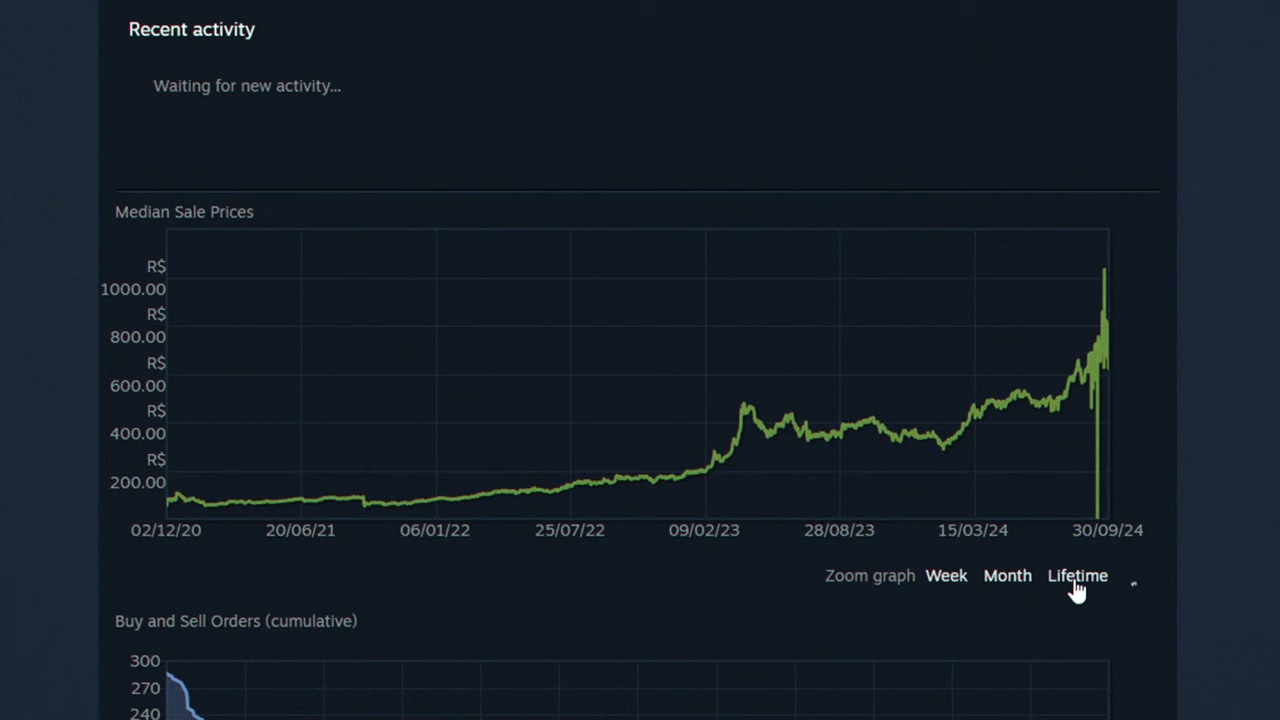 Recent activity
Waiting for new activity...
Median Sale Prices
R$
1000.00
R$
800.00
R$
600.00
R$
400.00
R$
200.00
02/12/20 20/06/21 06/01/22 25/07/22 09/02/23 28/08/23 15/03/24 30/09/24
Zoom graph Week Month Lifetime
Buy and Sell Orders (cumulative)
300
270
240